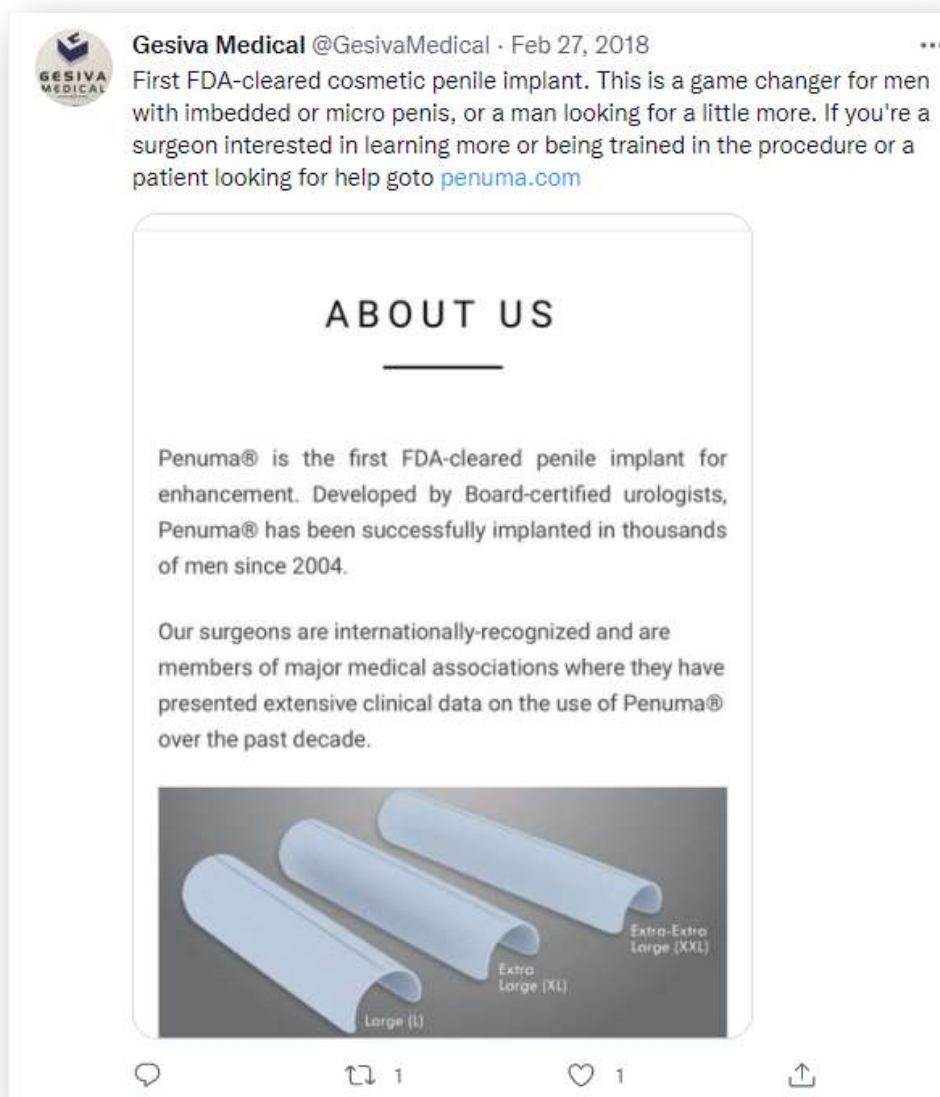 Gesiva Medical @GesivaMedical · Feb 27, 2018
First FDA-cleared cosmetic penile implant. This is a game changer for men
with imbedded or micro penis, or a man looking for a little more. If you're a
surgeon interested in learning more or being trained in the procedure or a
patient looking for help goto penuma.com
GESIVA
MEDICAL
ABOUT US
Penuma® is the first FDA-cleared penile implant for
enhancement. Developed by Board-certified urologists,
Penuma® has been successfully implanted in thousands
of men since 2004.
Our surgeons are internationally-recognized and are
members of major medical associations where they have
presented extensive clinical data on the use of Penuma®
over the past decade.
Extra-Extra
Large (XXL)
Extra
Large (XL)
Large (L)
1
1